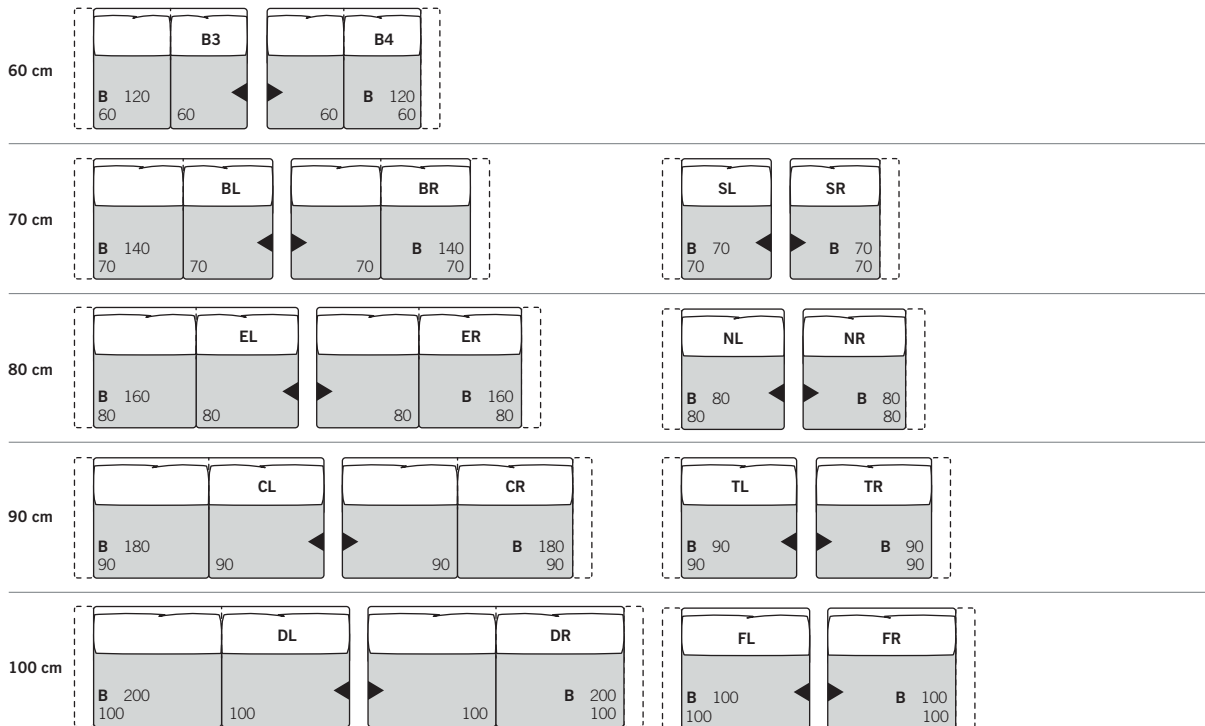 B3 B4
60 cm
B 120 B 120
60 60 60 60
BL BR SL SR
70 cm
B 140 B 140 B 70 B 70
70 70 70 70 70 70
EL ER NL NR
80 cm
B 160 B 160 B 80 B 80
80 80 80 80 80 80
CL CR TL TR
90 cm
B 180 B 180 B 90 B 90
90 90 90 90 90 90
DL DR FL FR
100 cm
B 200 B 200 B 100 B 100
100 100 100 100 100 100